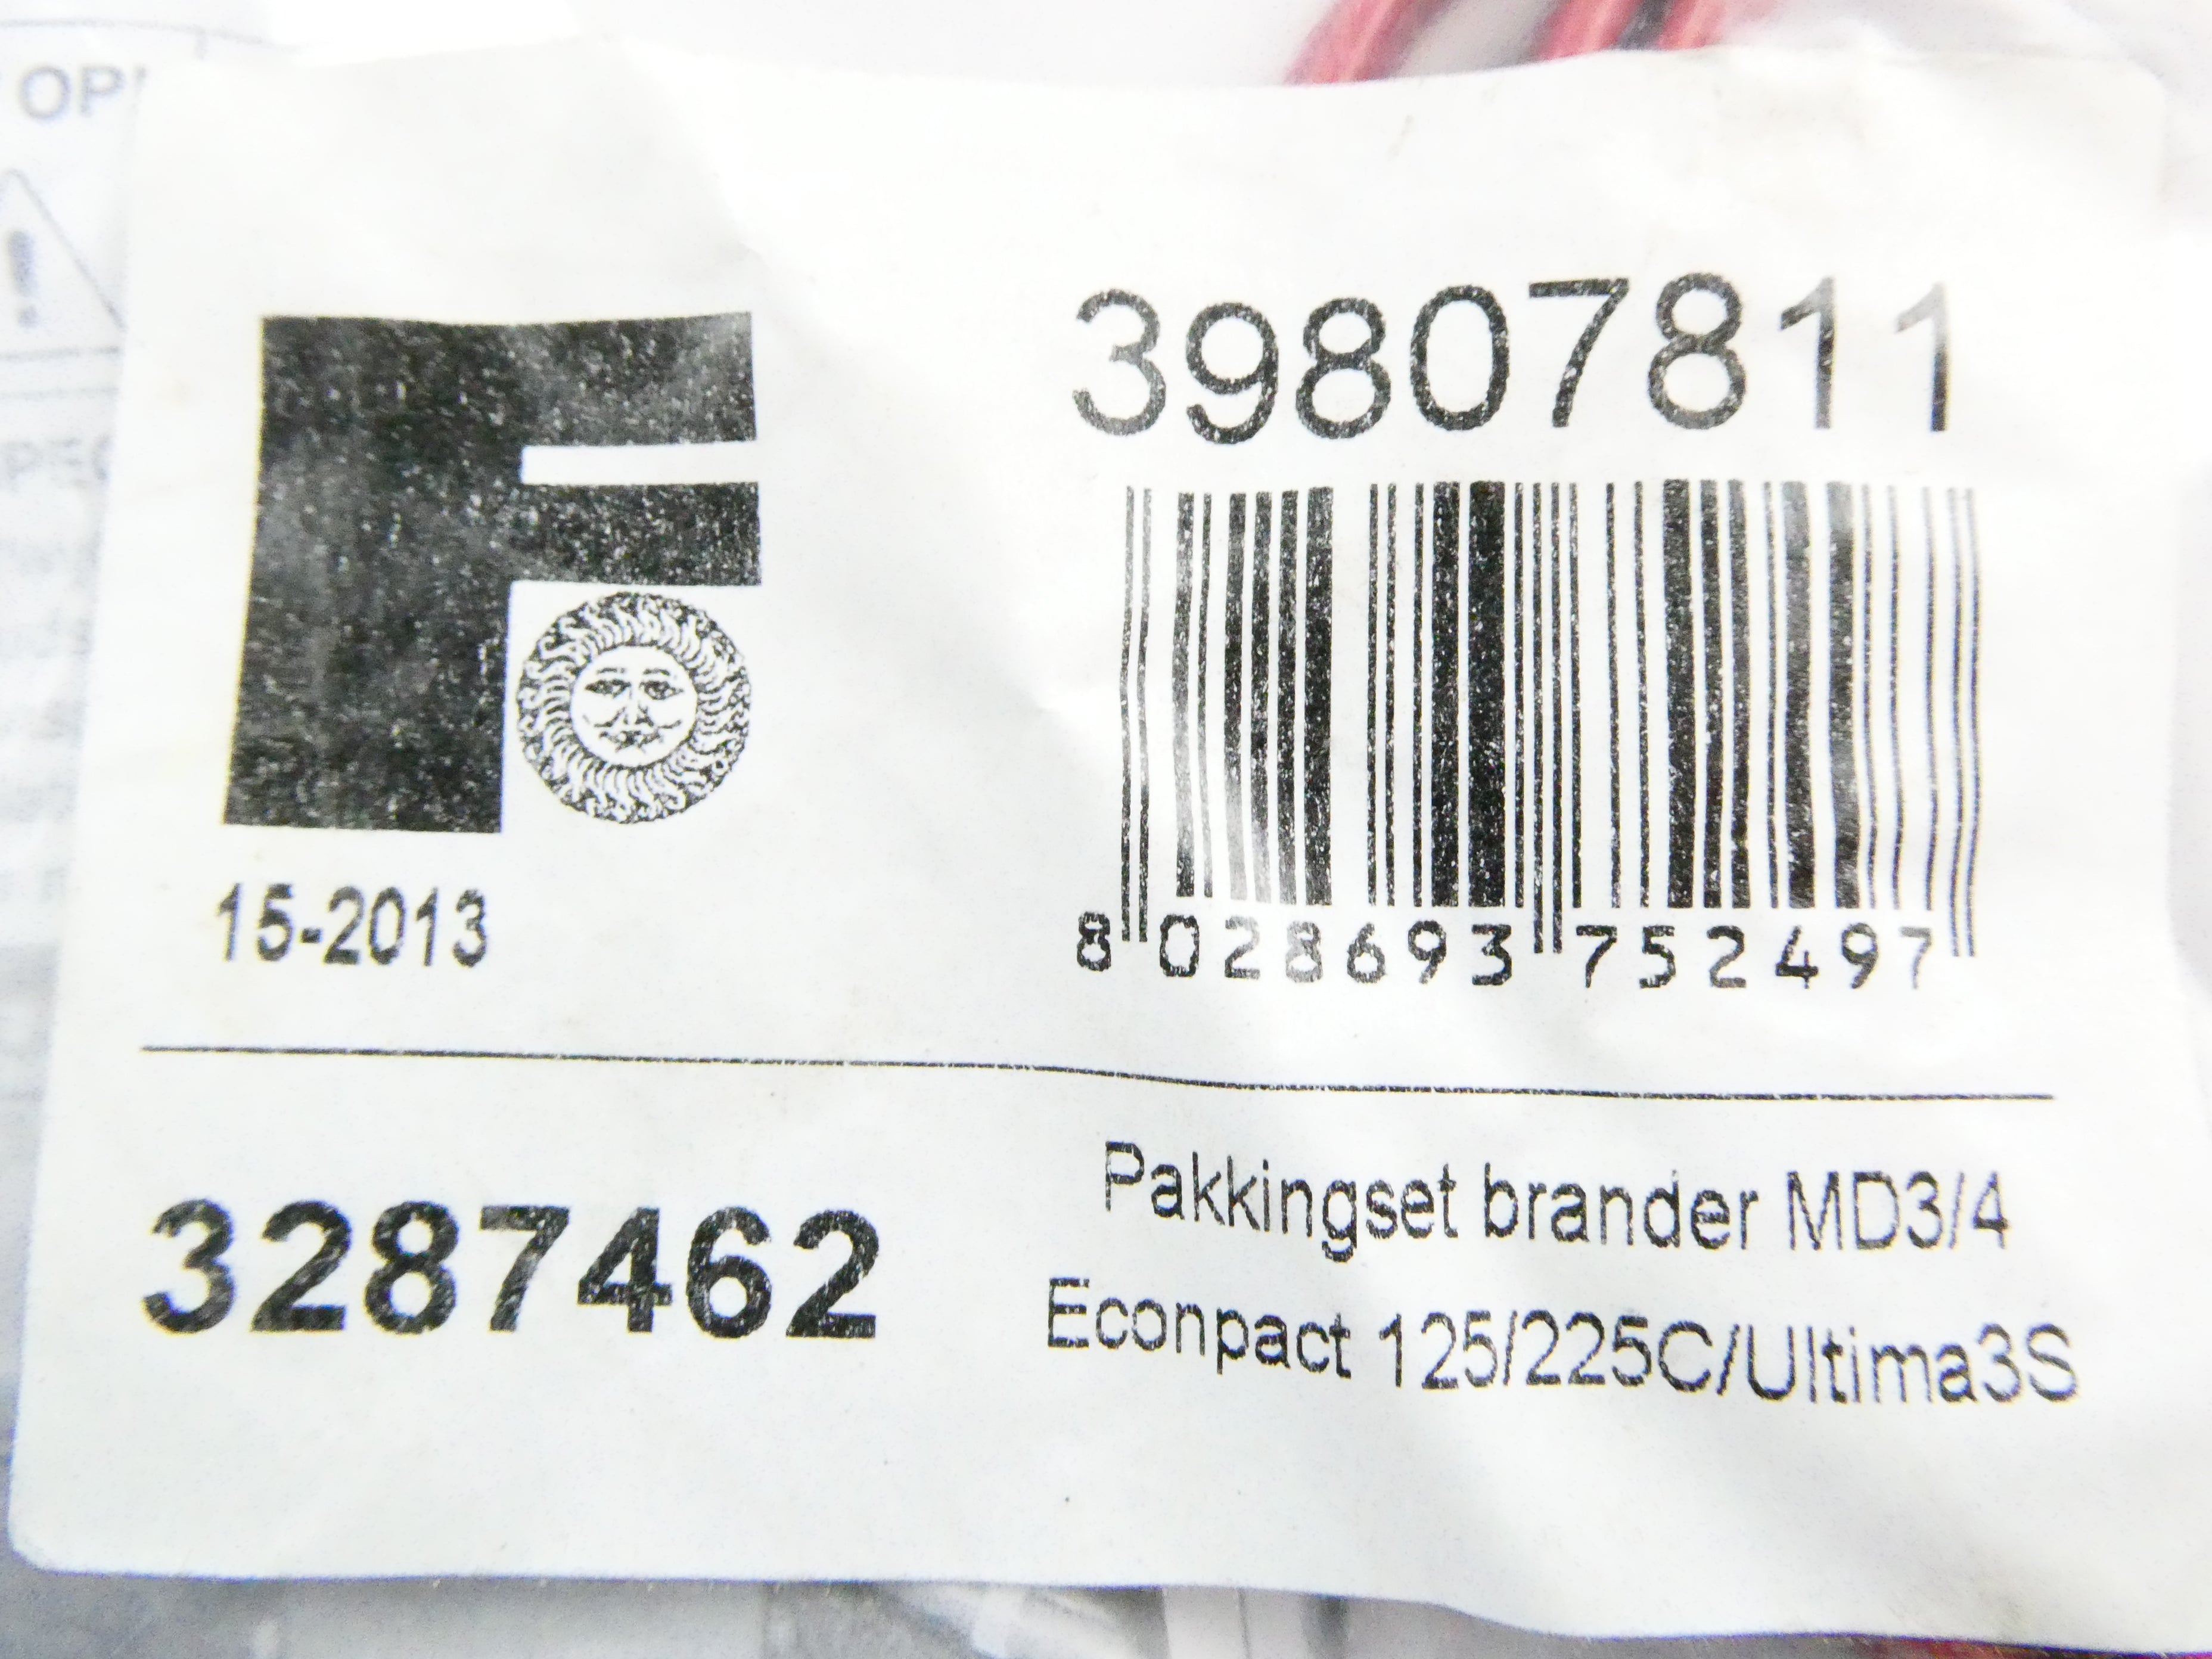 39807811
8 028693 752497
15-2013
3287462
Pakkingset brander MD3/4
Econpact 125/225C/Ultima3S